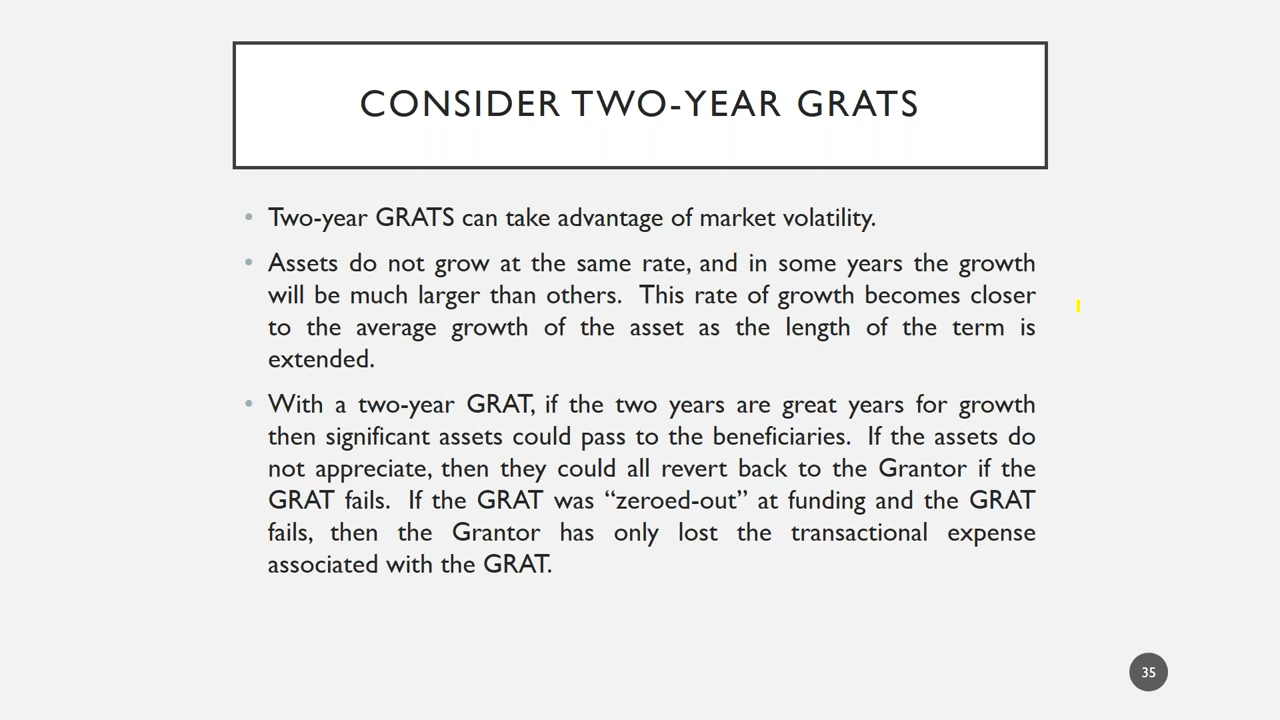 CONSIDER TWO-YEAR GRATS
• Two-year GRATS can take advantage of market volatility.
• Assets do not grow at the same rate, and in some years the growth
will be much larger than others. This rate of growth becomes closer
to the average growth of the asset as the length of the term is
extended.
• With a two-year GRAT, if the two years are great years for growth
then significant assets could pass to the beneficiaries. If the assets do
not appreciate, then they could all revert back to the Grantor if the
GRAT fails. If the GRAT was “zeroed-out” at funding and the GRAT
fails, then the Grantor has only lost the transactional expense
associated with the GRAT.
35